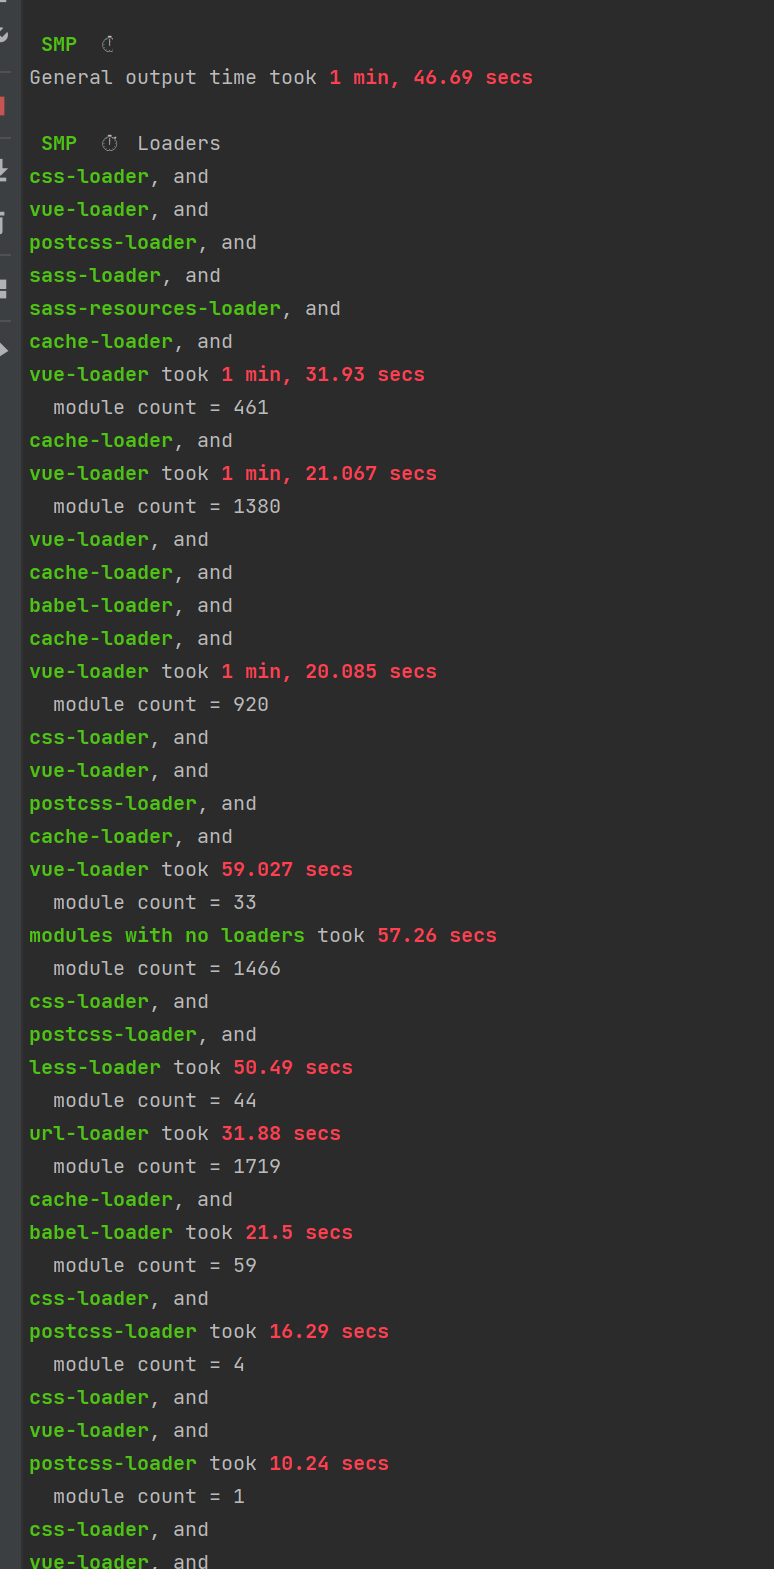 SMP ⏱
General output time took 1 min, 46.69 secs
SMP ⏱ Loaders
css-loader, and
vue-loader, and
postcss-loader, and
sass-loader, and
sass-resources-loader, and
cache-loader, and
vue-loader took 1 min, 31.93 secs
module count = 461
cache-loader, and
vue-loader took 1 min, 21.067 secs
module count = 1380
vue-loader, and
cache-loader, and
babel-loader, and
cache-loader, and
vue-loader took 1 min, 20.085 secs
module count = 920
css-loader, and
vue-loader, and
postcss-loader, and
cache-loader, and
vue-loader took 59.027 secs
module count = 33
modules with no loaders took 57.26 secs
module count = 1466
css-loader, and
postcss-loader, and
less-loader took 50.49 secs
module count = 44
url-loader took 31.88 secs
module count = 1719
cache-loader, and
babel-loader took 21.5 secs
module count = 59
css-loader, and
postcss-loader took 16.29 secs
module count = 4
css-loader, and
vue-loader, and
postcss-loader took 10.24 secs
module count = 1
css-loader, and
vue-loader, and